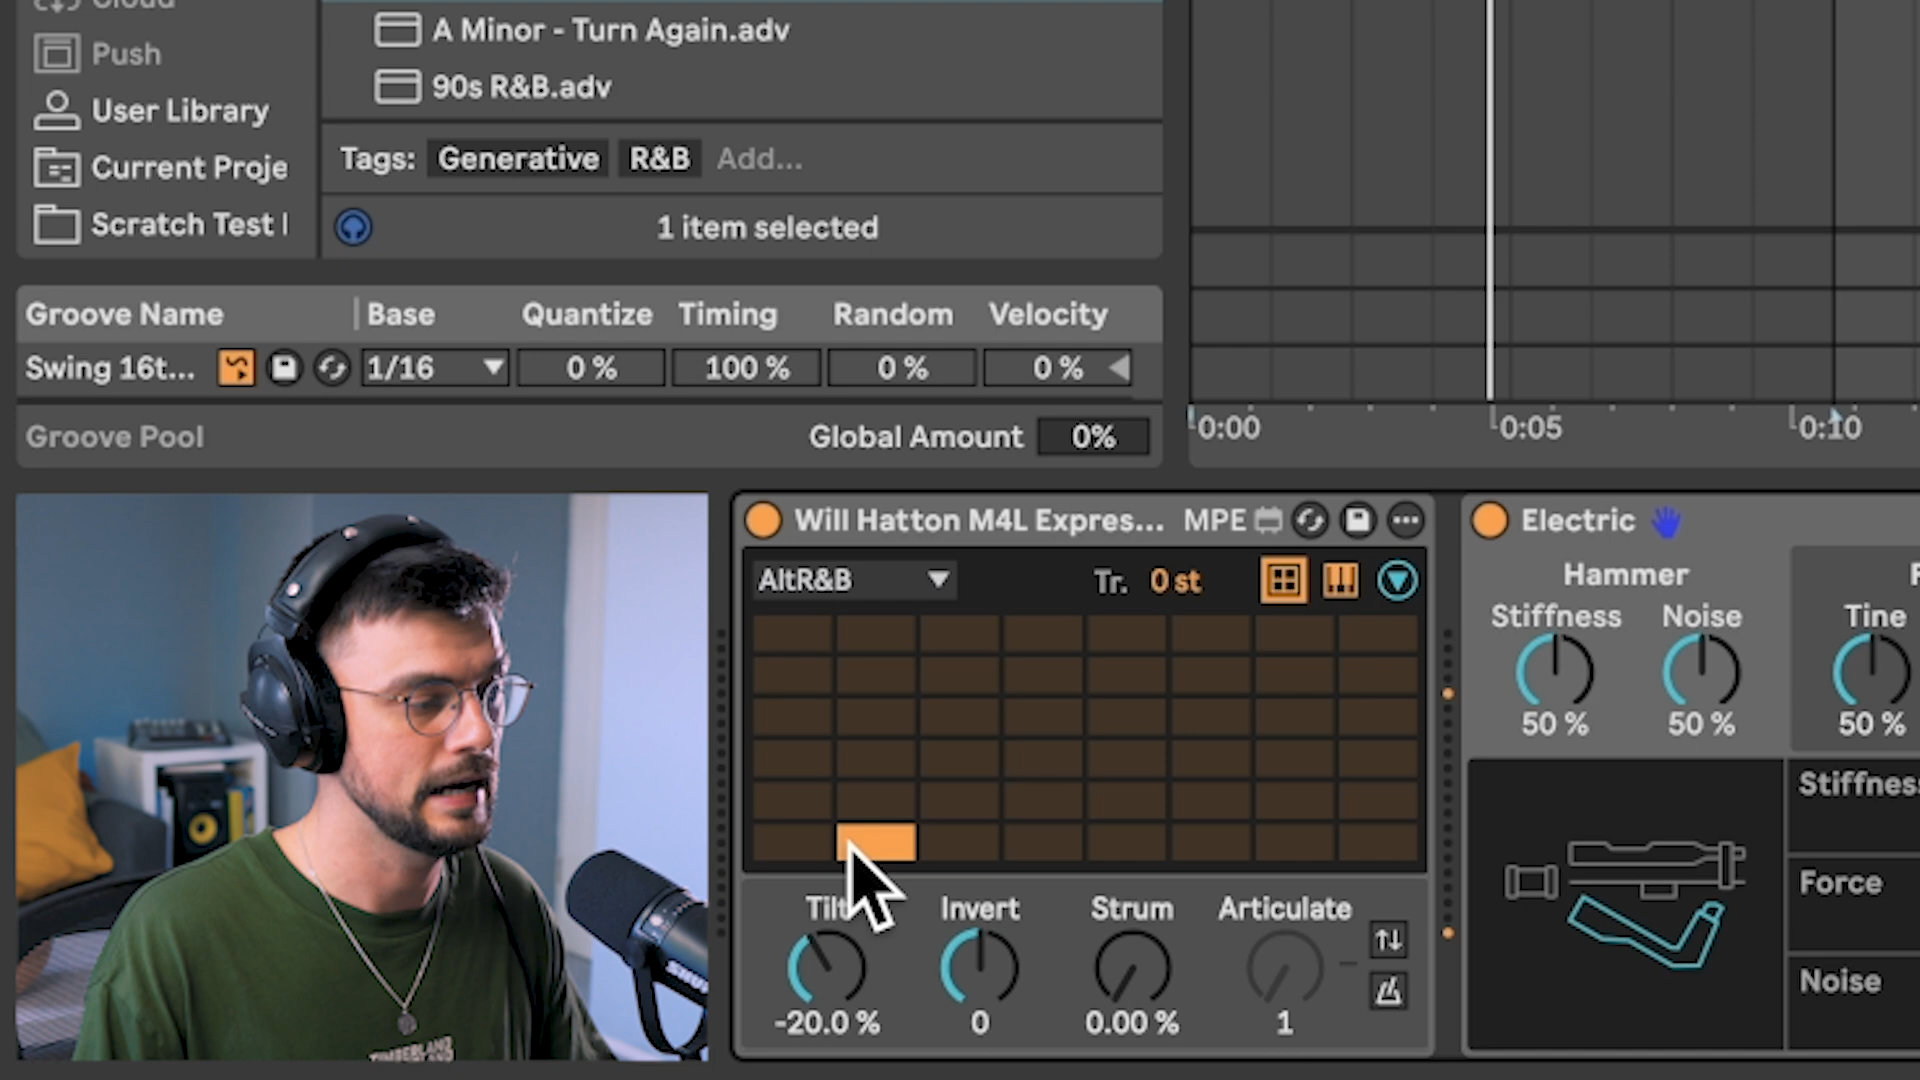 Push
User Library
Current Proje
Scratch Test
A Minor - Turn Again.adv
90s R&B.adv
Tags: Generative R&B Add...
1 item selected
Groove Name Base Quantize Timing Random Velocity
Swing 16t... 1/16 0 % 100 % 0 % 0 %
Groove Pool Global Amount 0%
0:00 0:05 0:10
Will Hatton M4L Expres... MPE
AltR&B Tr. 0 st
Tilt Invert Strum Articulate
-20.0 % 0 0.00 % 1
Electric
Hammer
Stiffness Noise Tine
50 % 50 % 50 %
Stiffness
Force
Noise
TIMBERLAND